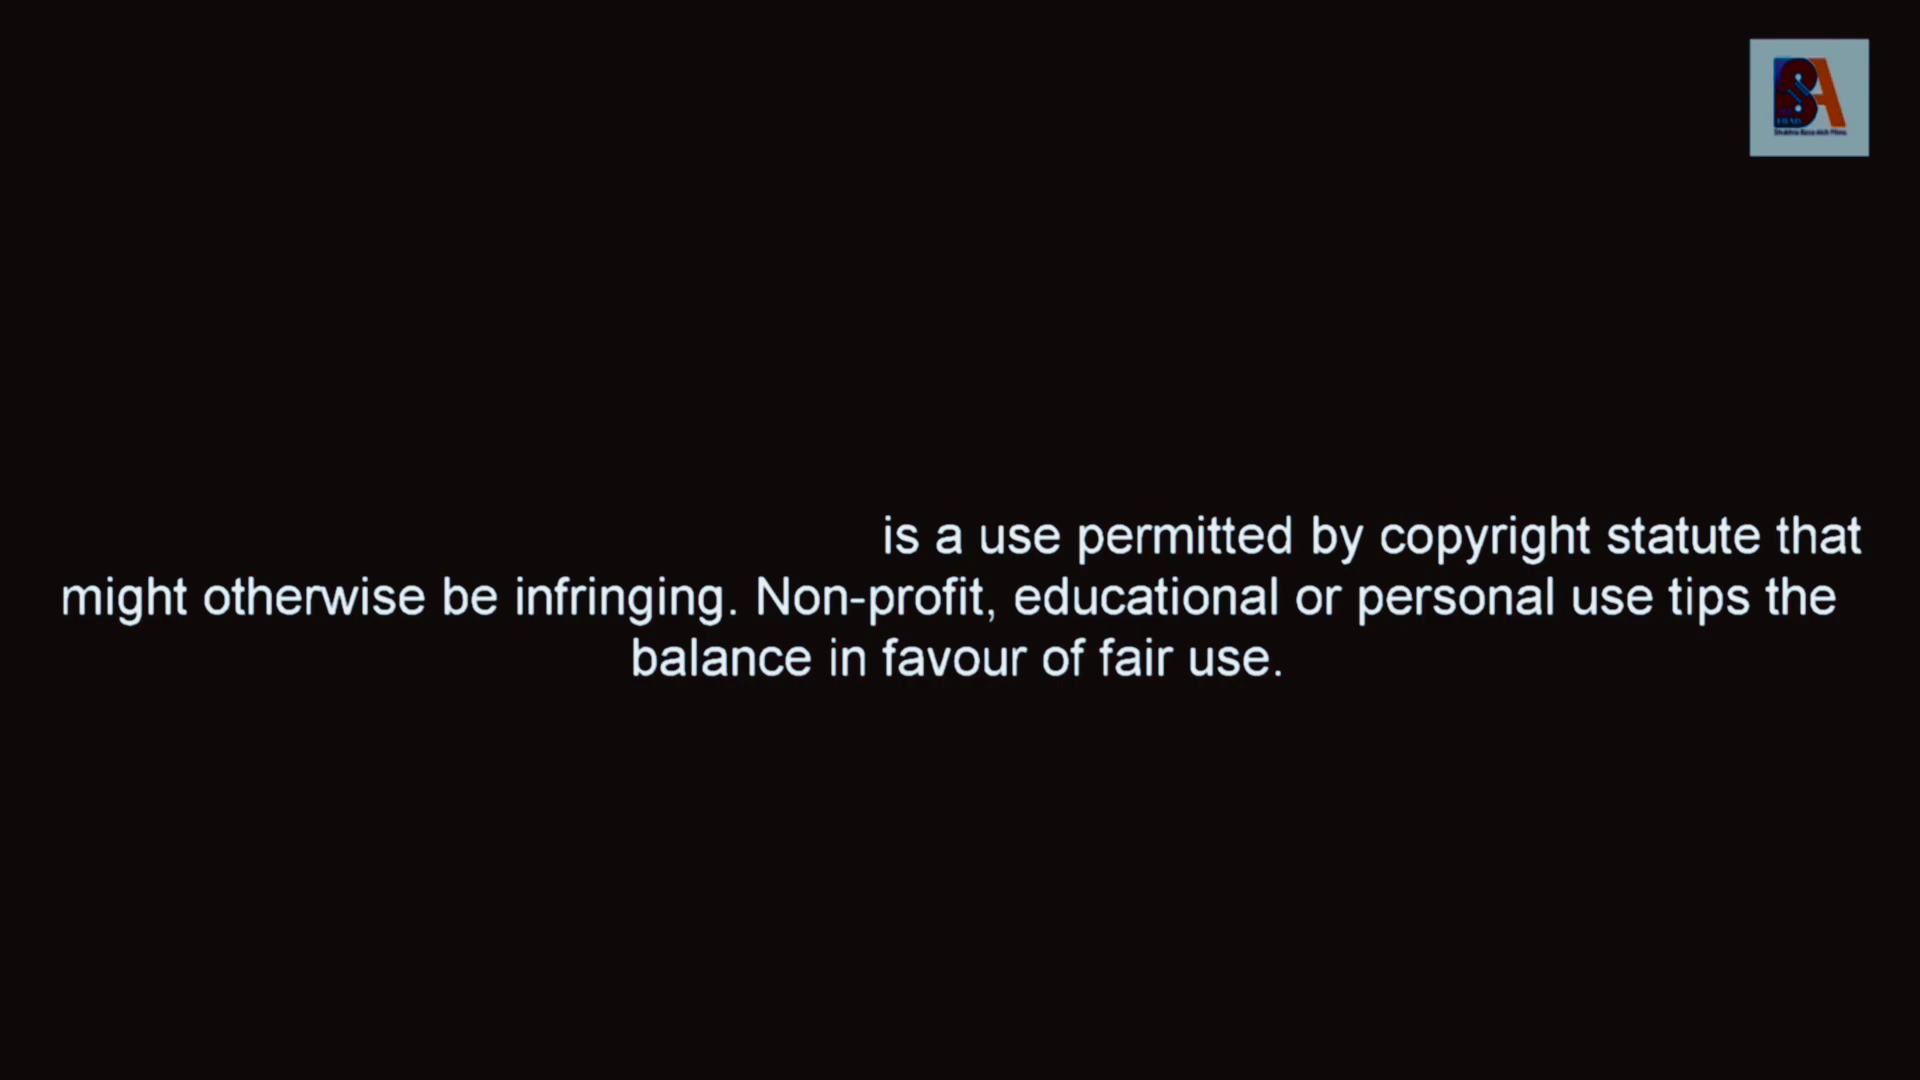 is a use permitted by copyright statute that
might otherwise be infringing. Non-profit, educational or personal use tips the
balance in favour of fair use.